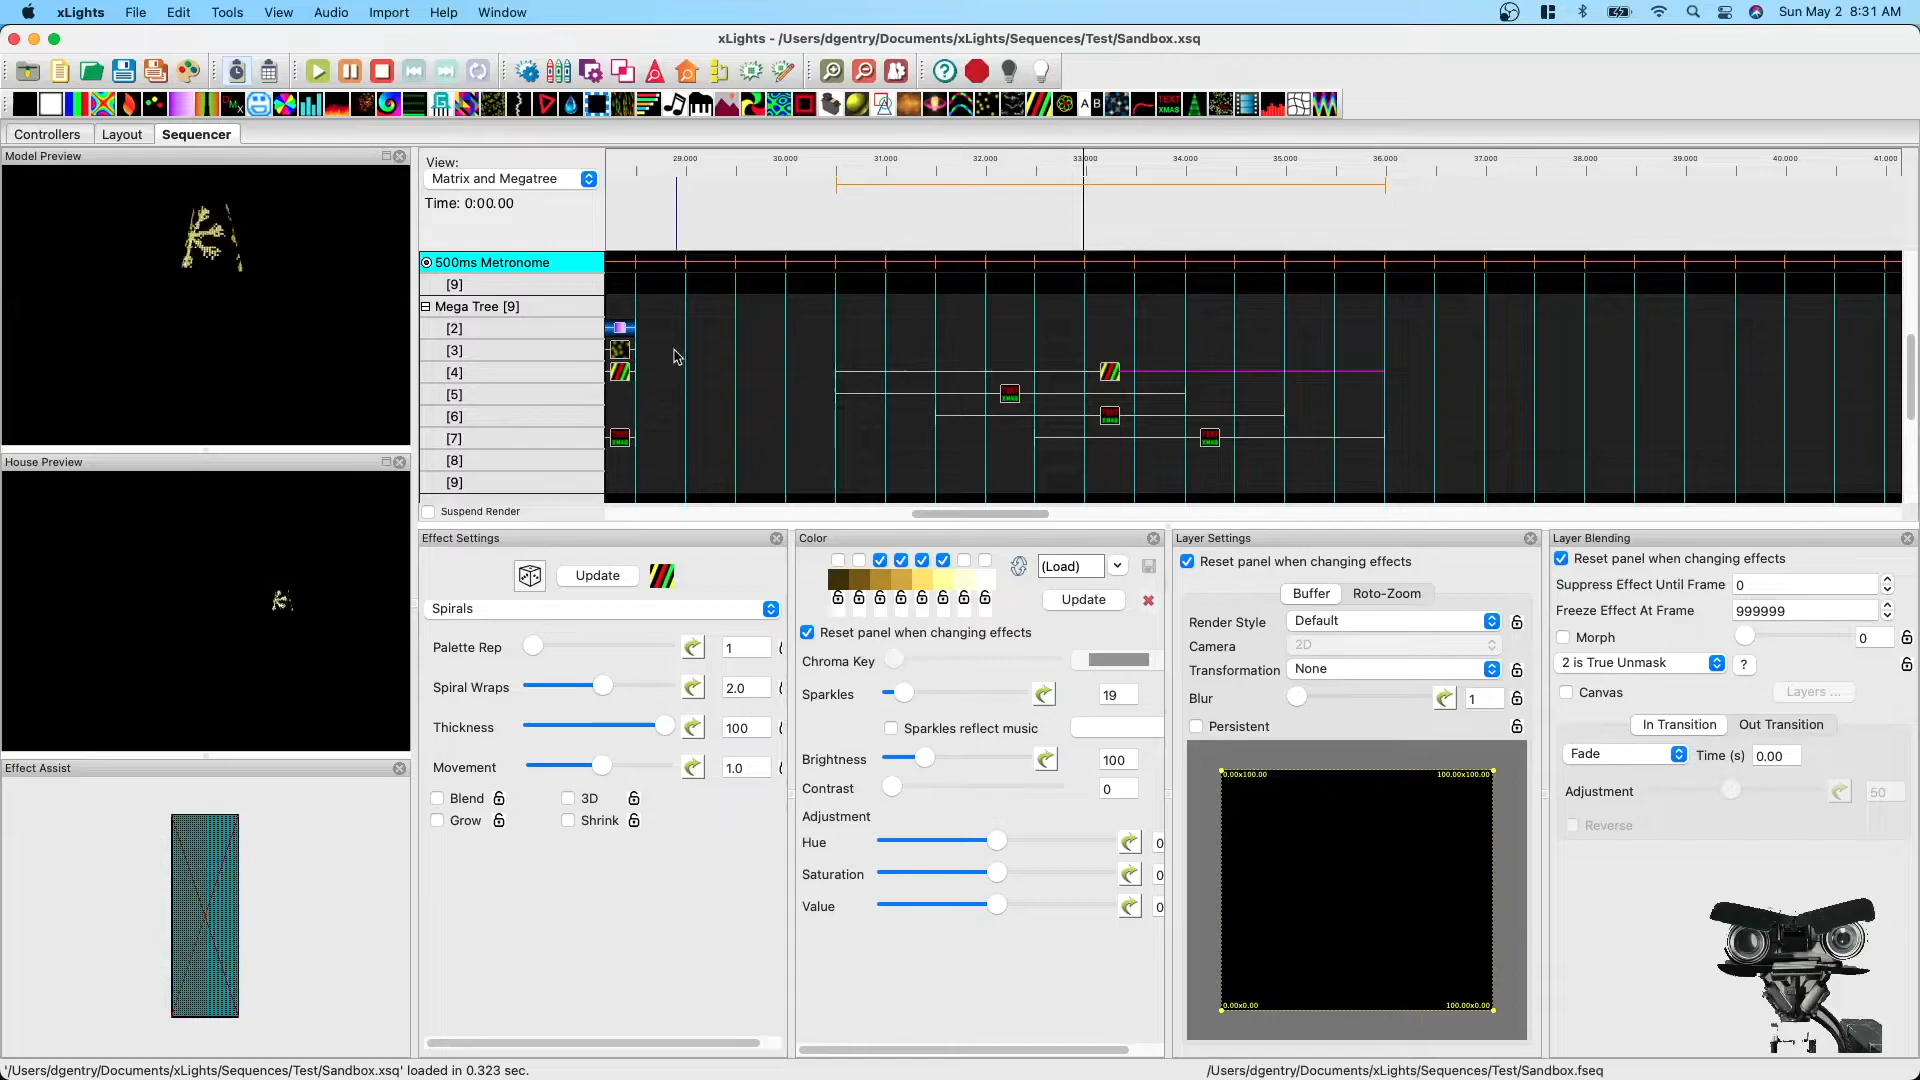 xLights File Edit Tools View Audio Import Help Window Sun May 2 8:31 AM
xLights - /Users/dgentry/Documents/xLights/Sequences/Test/Sandbox.xsq
Controllers Layout Sequencer
Model Preview
House Preview
Effect Assist
View:
Matrix and Megatree
Time: 0:00.00
29.000 30.000 31.000 32.000 33.000 34.000 35.000 36.000 37.000 38.000 39.000 40.000 41.000
500ms Metronome
[9]
Mega Tree [9]
[2]
[3]
[4]
[5]
[6]
[7]
[8]
[9]
Suspend Render
Effect Settings
Update
Spirals
Palette Rep 1
Spiral Wraps 2.0
Thickness 100
Movement 1.0
Blend 3D
Grow Shrink
Color
(Load)
Update
Reset panel when changing effects
Chroma Key
Sparkles 19
Sparkles reflect music
Brightness 100
Contrast 0
Adjustment
Hue 0
Saturation 0
Value 0
Layer Settings
Reset panel when changing effects
Buffer Roto-Zoom
Render Style Default
Camera 2D
Transformation None
Blur 1
Persistent
0.00x100.00 100.00x100.00
0.00x0.00 100.00x0.00
Layer Blending
Reset panel when changing effects
Suppress Effect Until Frame 0
Freeze Effect At Frame 999999
Morph 0
2 is True Unmask ?
Canvas Layers ...
In Transition Out Transition
Fade Time (s) 0.00
Adjustment 50
Reverse
'/Users/dgentry/Documents/xLights/Sequences/Test/Sandbox.xsq' loaded in 0.323 sec. /Users/dgentry/Documents/xLights/Sequences/Test/Sandbox.fseq